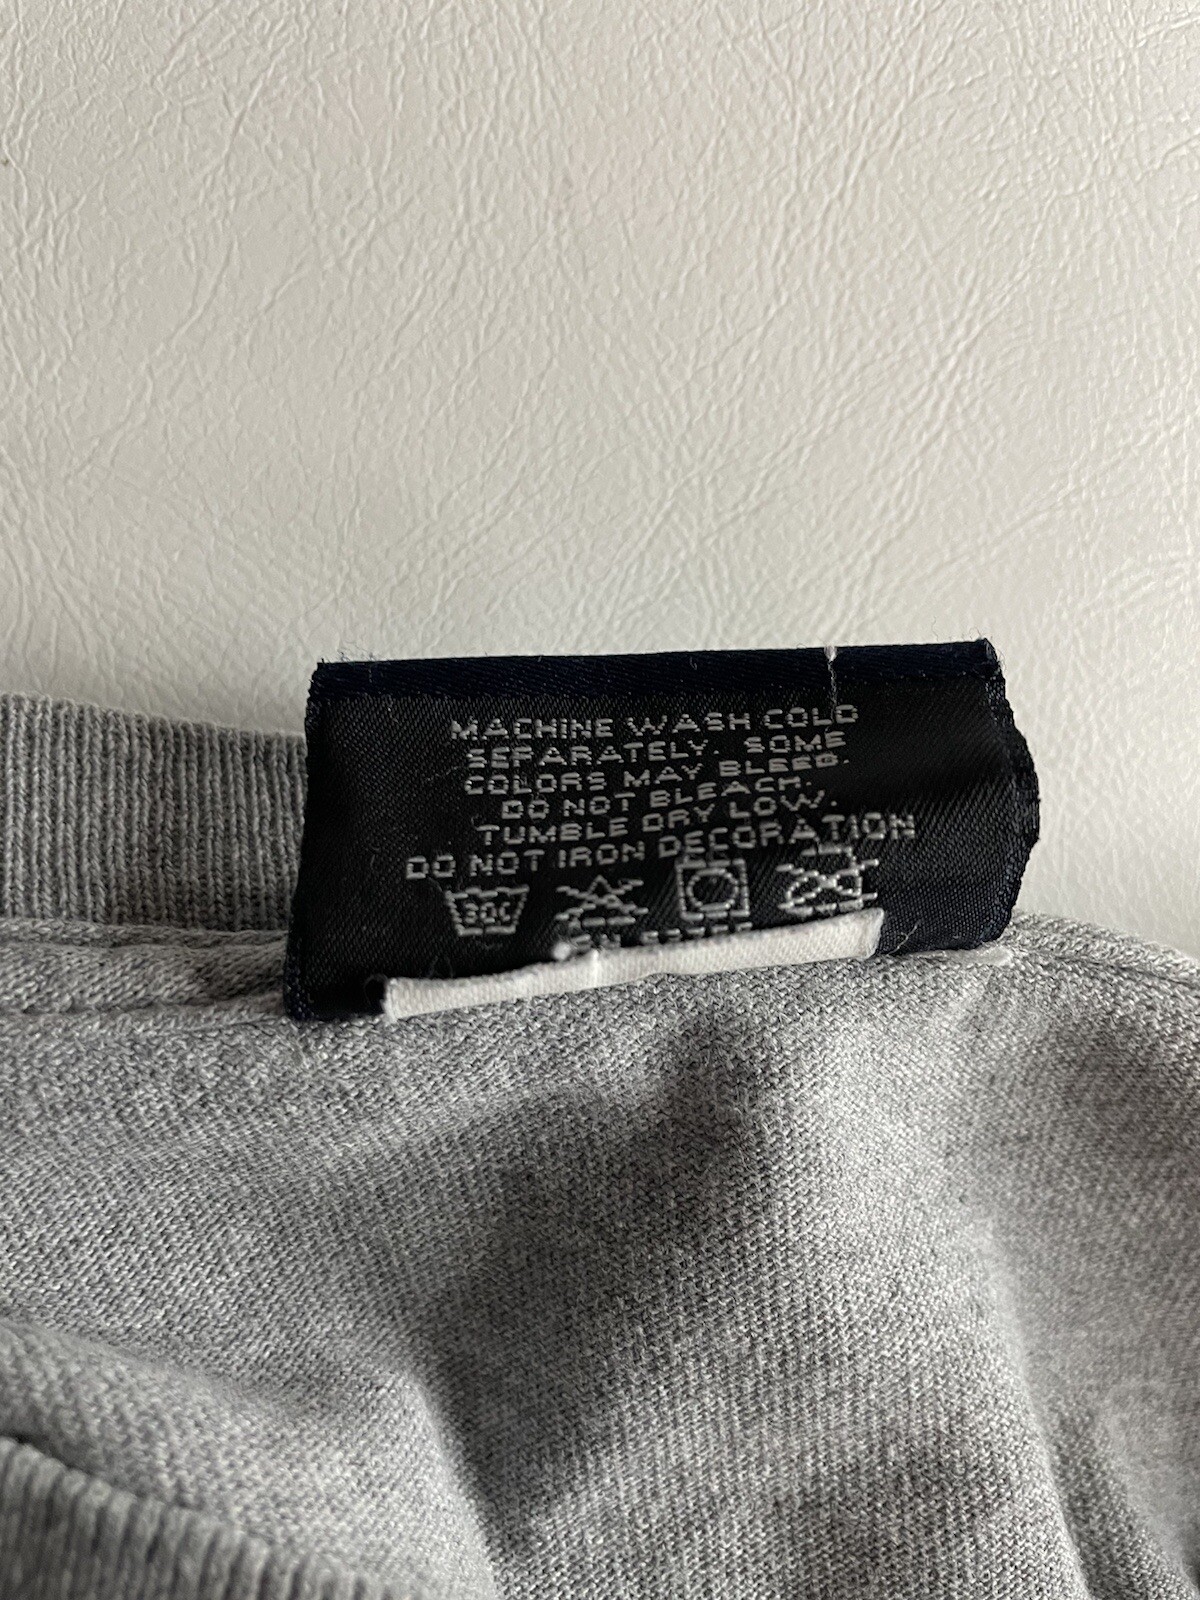 MACHINE WASH COLD
SEPARATELY. SOME
COLORS MAY BLEED.
DO NOT BLEACH.
TUMBLE DRY LOW.
DO NOT IRON DECORATION
30C